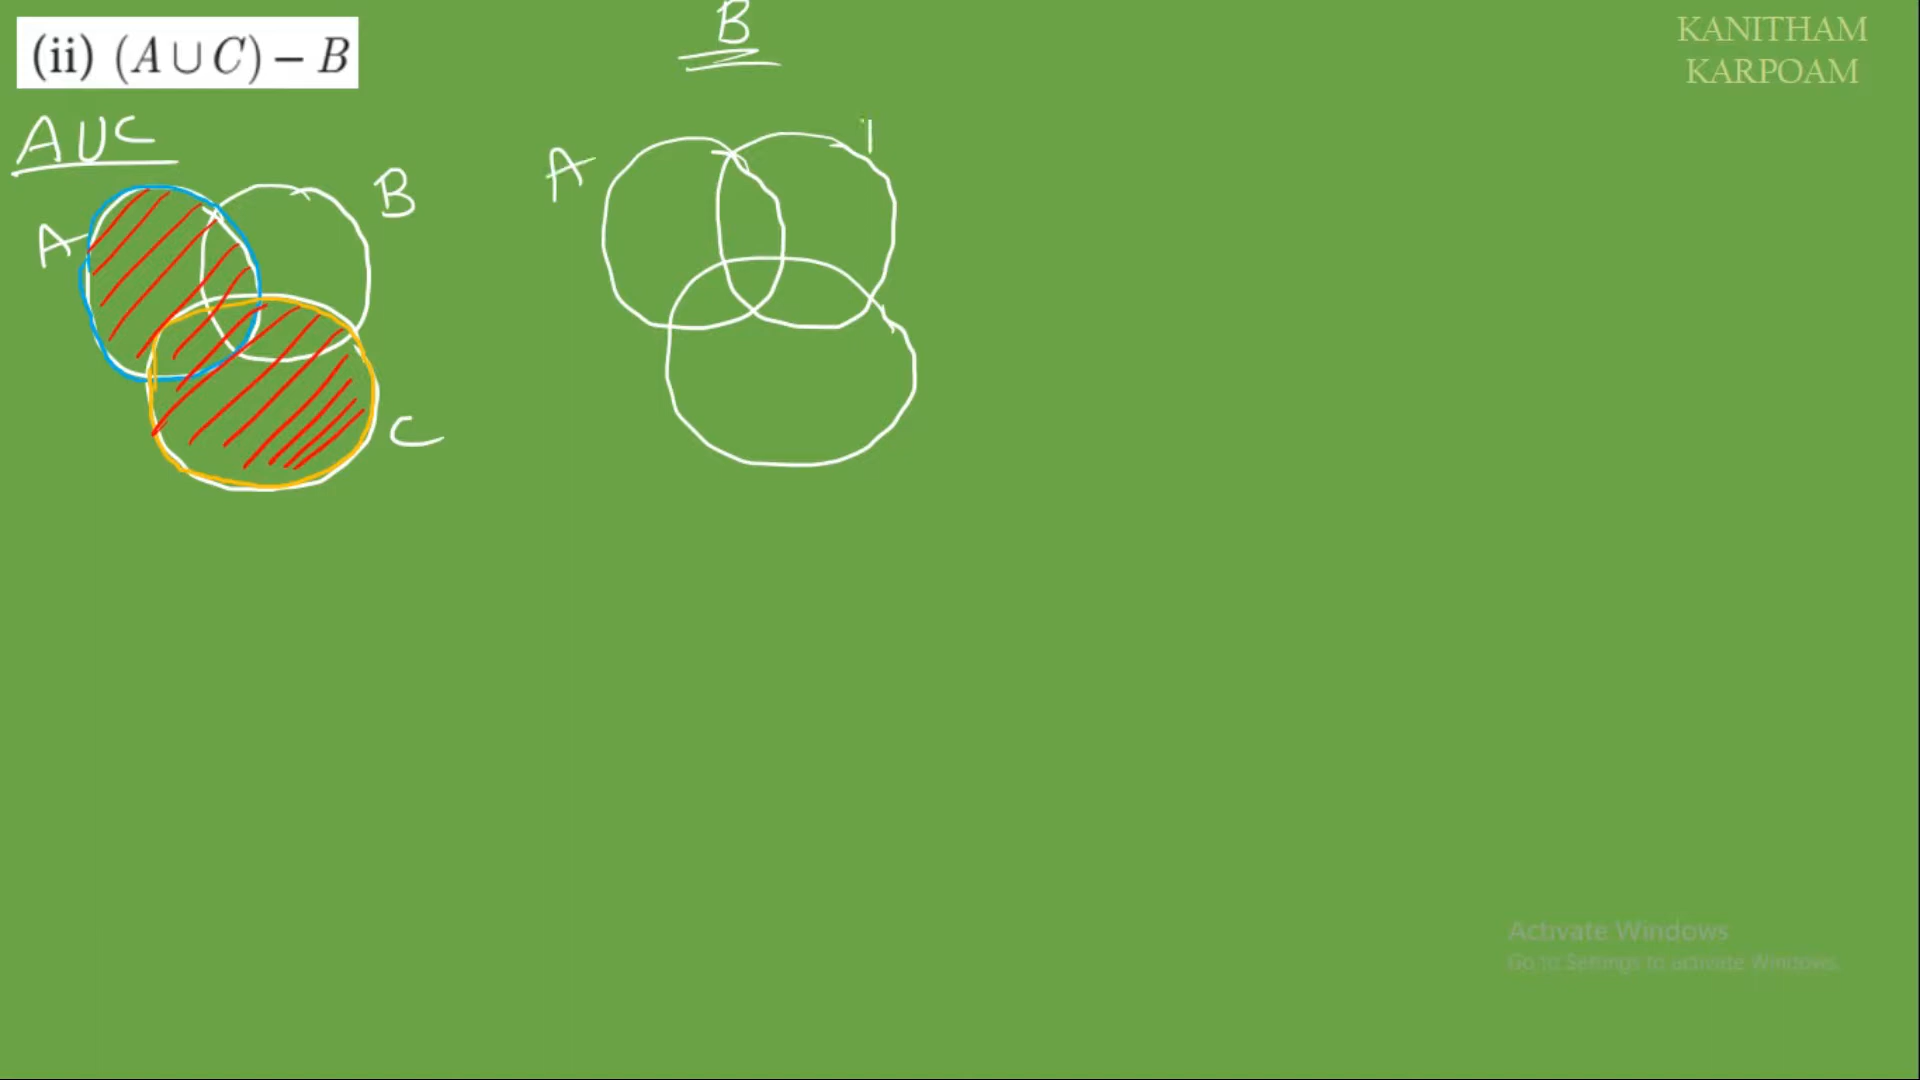 (ii) (A ∪ C) – B
B
KANITHAM
KARPOAM
A∪C
A
B
C
A
Activate Windows
Go to Settings to activate Windows.